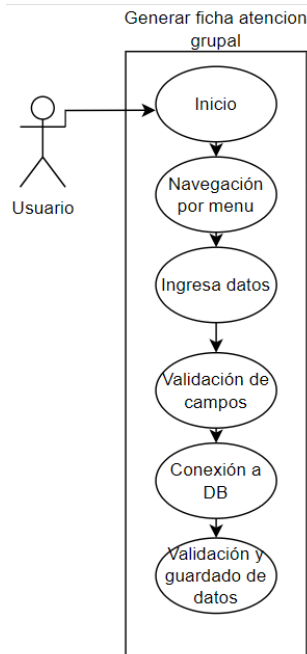 Generar ficha atencion
grupal
Inicio
Usuario
Navegación
por menu
Ingresa datos
Validación de
campos
Conexión a
DB
Validación y
guardado de
datos